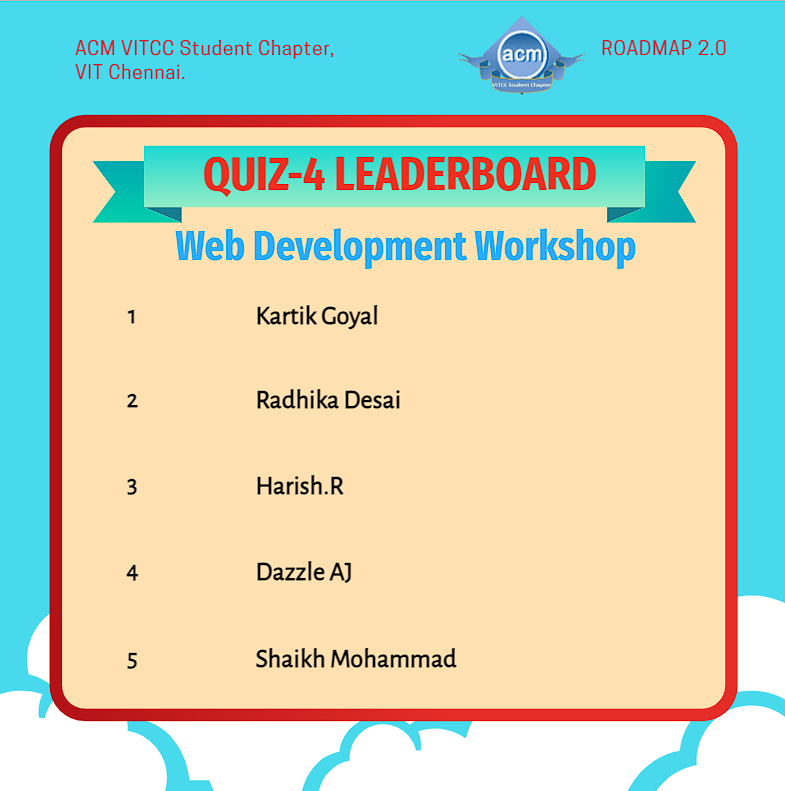 ACM VITCC Student Chapter,
VIT Chennai.
acm
VITCC Student Chapter
ROADMAP 2.0
QUIZ-4 LEADERBOARD
Web Development Workshop
1 Kartik Goyal
2 Radhika Desai
3 Harish.R
4 Dazzle AJ
5 Shaikh Mohammad